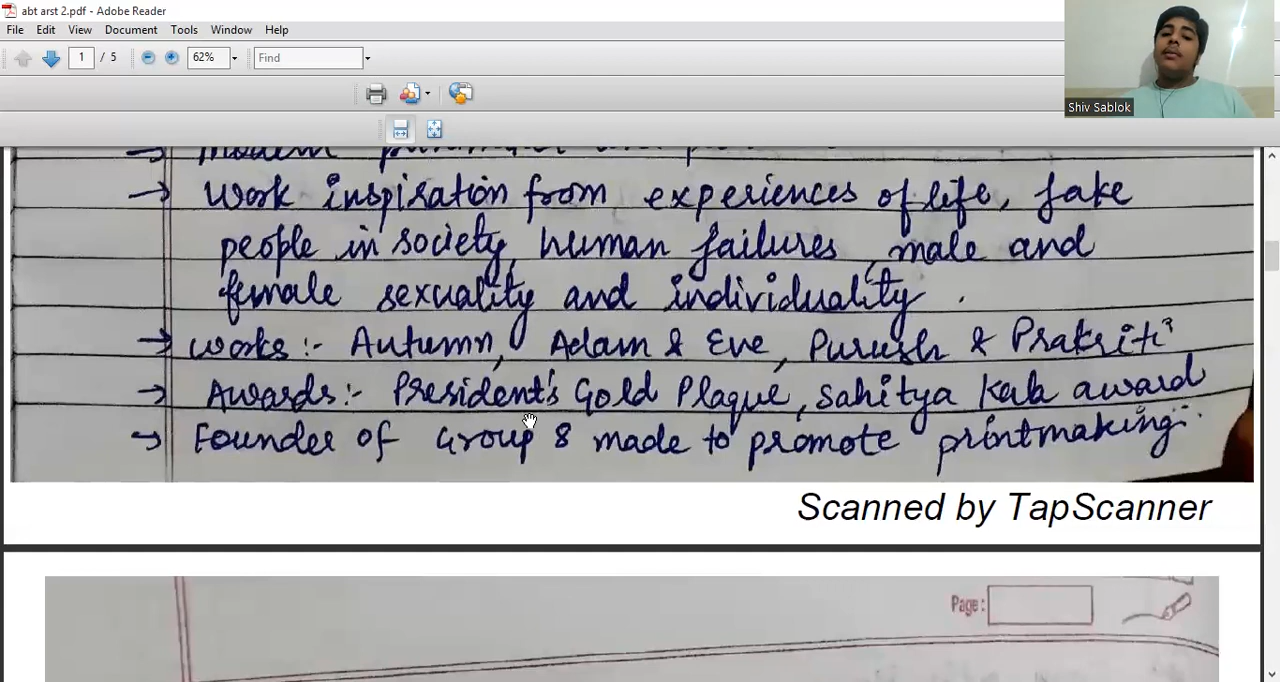 abt arst 2.pdf - Adobe Reader
File Edit View Document Tools Window Help
1 / 5 62% Find
Shiv Sablok
→ Modern
→ Work inspiration from experiences of life, fake
people in society, human failures, male and
female sexuality and individuality.
→ Works :- Autumn, Adam & Eve, Purush & Prakriti
→ Awards :- President's Gold Plaque, Sahitya Kala award
→ Founder of Group 8 made to promote printmaking.
Scanned by TapScanner
Page: